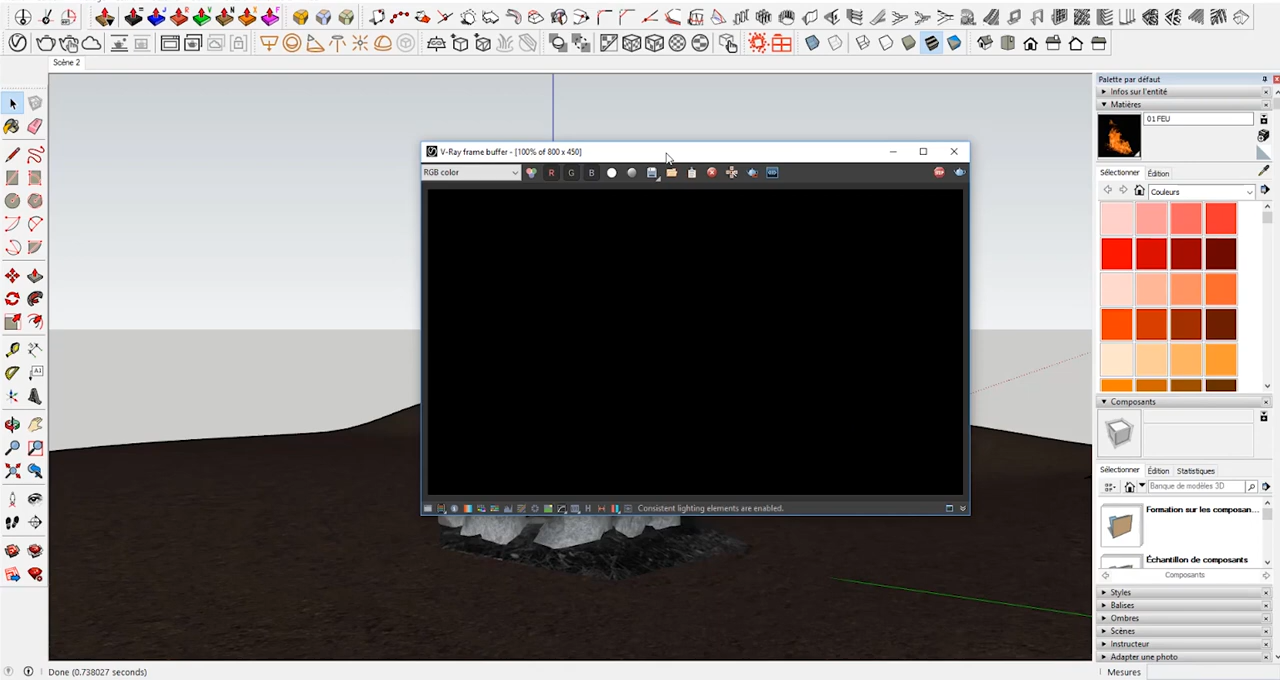 Scène 2
Palette par défaut
Infos sur l'entité
Matières
01 FEU
Sélectionner
Édition
Couleurs
V-Ray frame buffer - [100% of 800 x 450]
RGB color
R
G
B
STOP
Consistent lighting elements are enabled.
Composants
Sélectionner
Édition
Statistiques
Banque de modèles 3D
Formation sur les composan...
Échantillon de composants
Composants
Styles
Balises
Ombres
Scènes
Instructeur
Adapter une photo
Done (0.738027 seconds)
Mesures